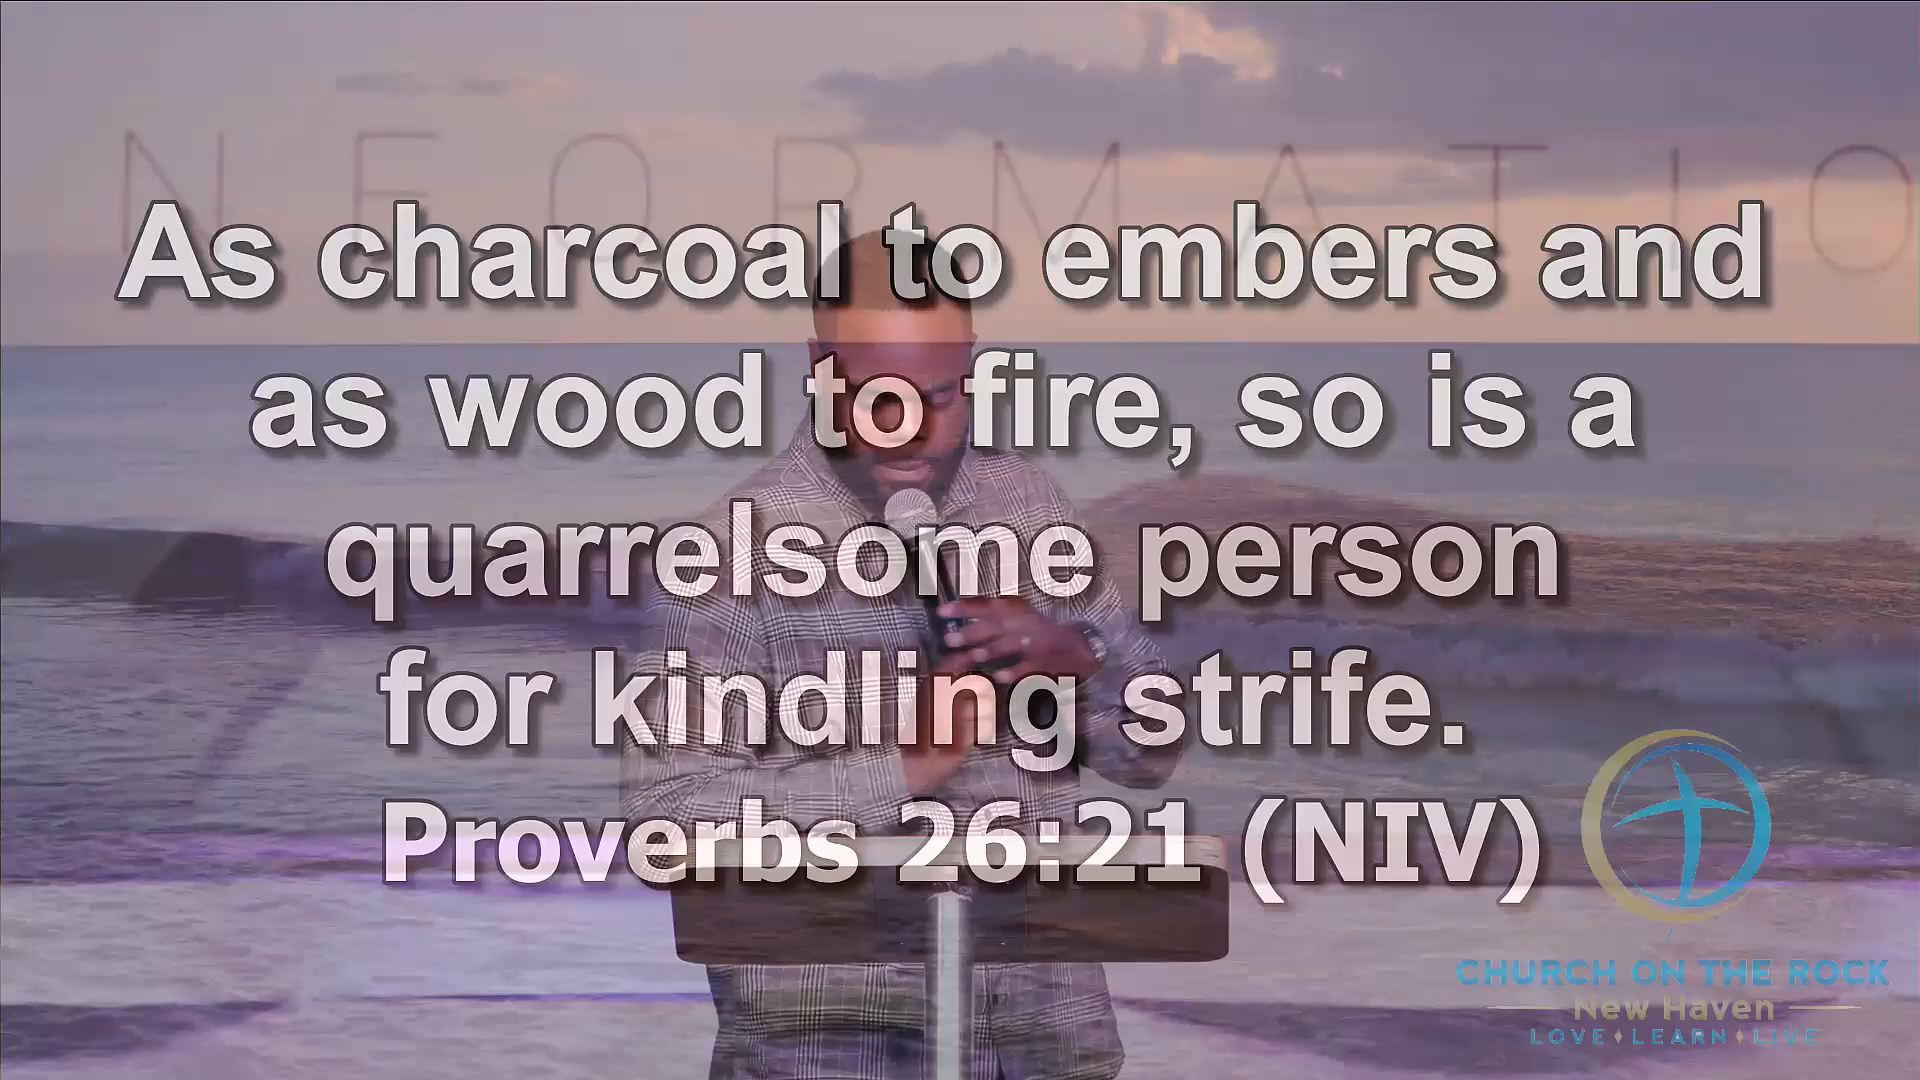 NFORMATIO
As charcoal to embers and
as wood to fire, so is a
quarrelsome person
for kindling strife.
Proverbs 26:21 (NIV)
CHURCH ON THE ROCK
New Haven
LOVE LEARN LIVE